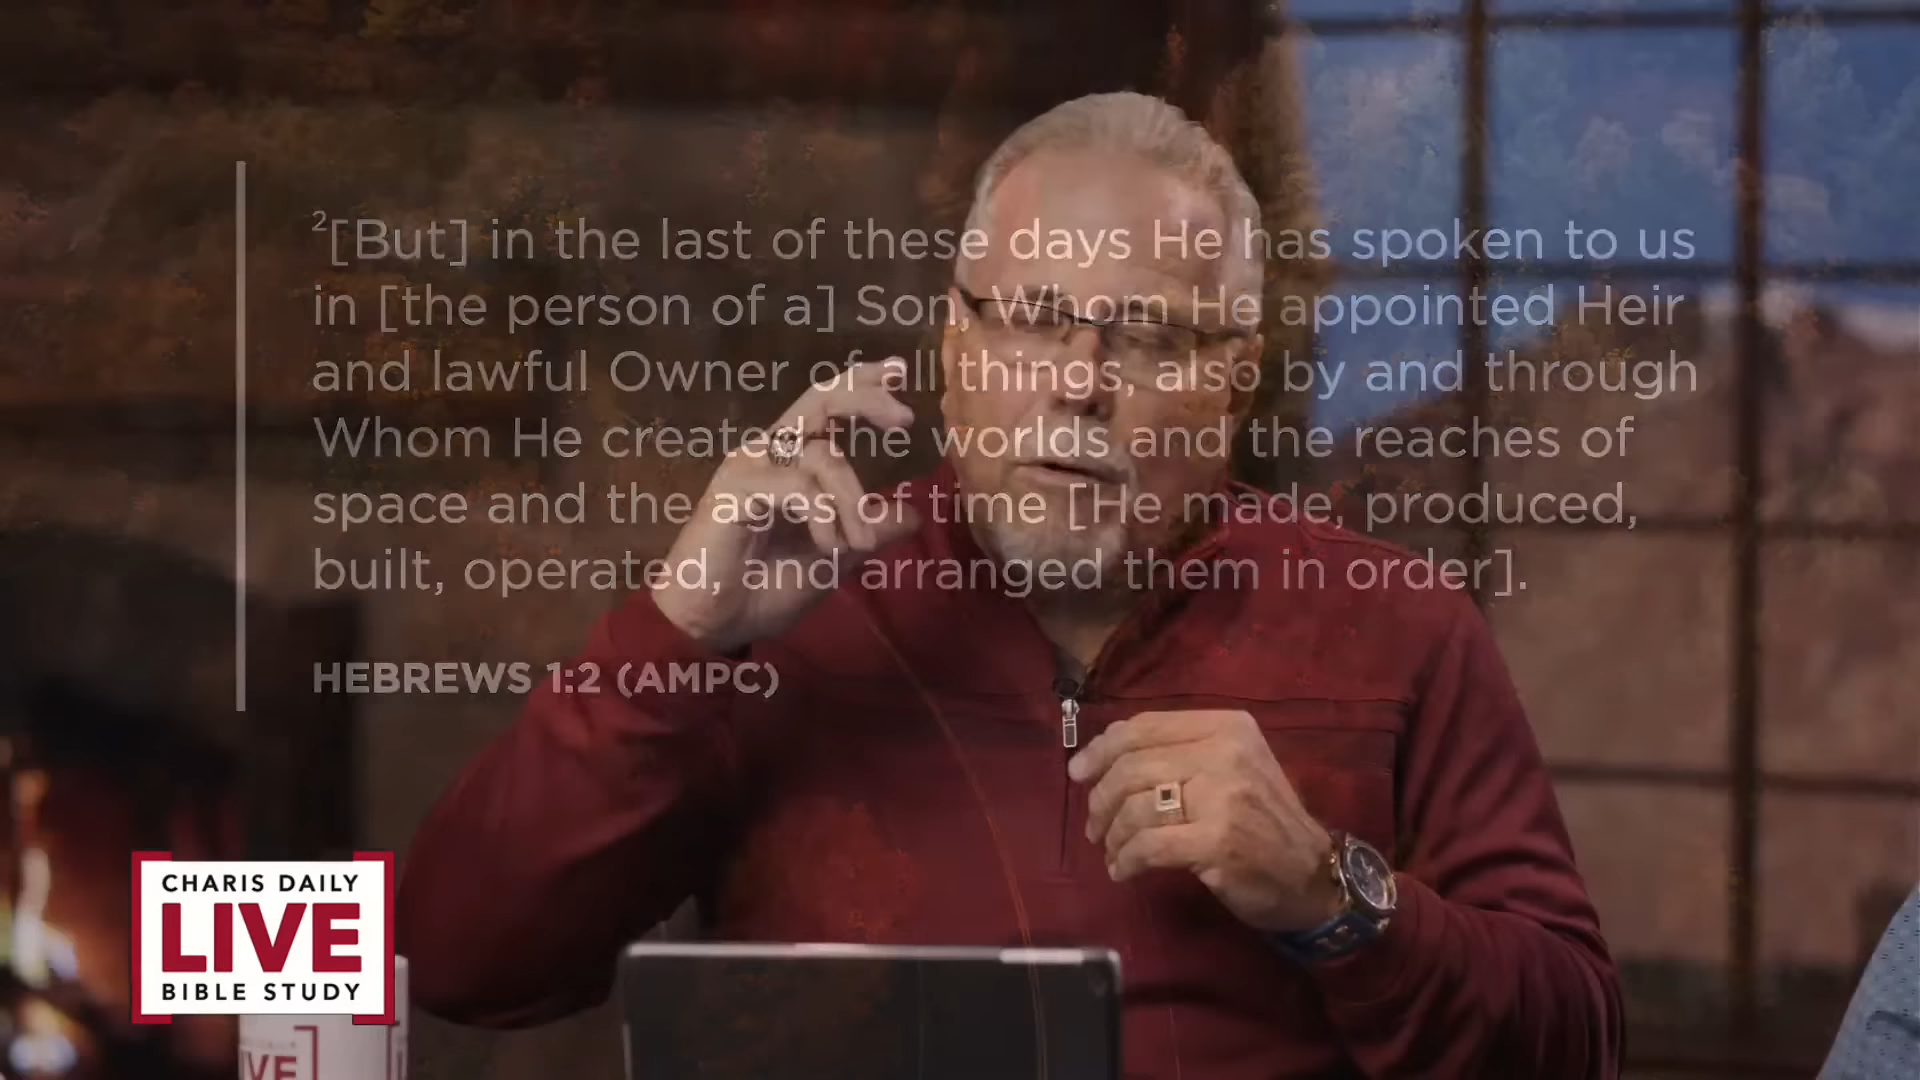 ²[But] in the last of these days He has spoken to us
in [the person of a] Son, Whom He appointed Heir
and lawful Owner of all things, also by and through
Whom He created the worlds and the reaches of
space and the ages of time [He made, produced,
built, operated, and arranged them in order].
HEBREWS 1:2 (AMPC)
CHARIS DAILY
LIVE
BIBLE STUDY